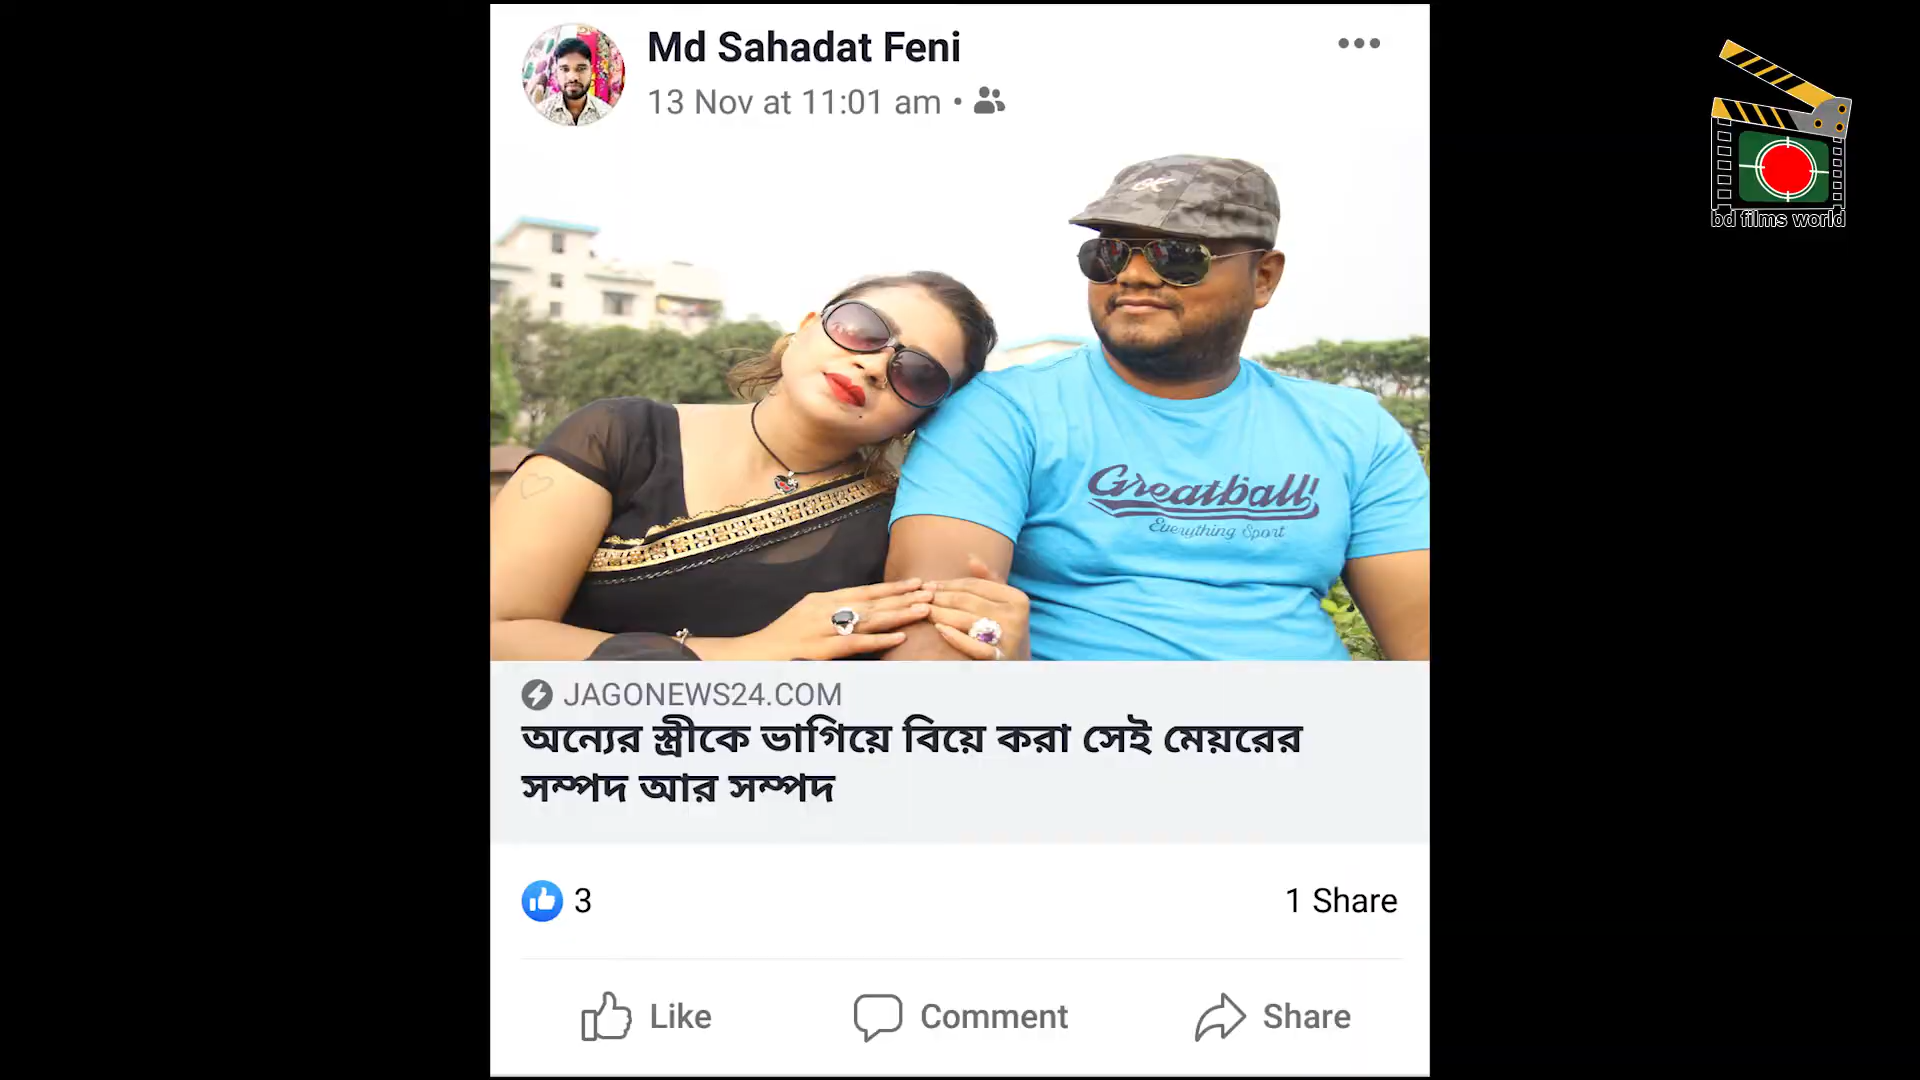 Md Sahadat Feni
13 Nov at 11:01 am
bd films world
Greatball!
Everything Sport
JAGONEWS24.COM
অন্যের স্ত্রীকে ভাগিয়ে বিয়ে করা সেই মেয়রের
সম্পদ আর সম্পদ
3
1 Share
Like
Comment
Share